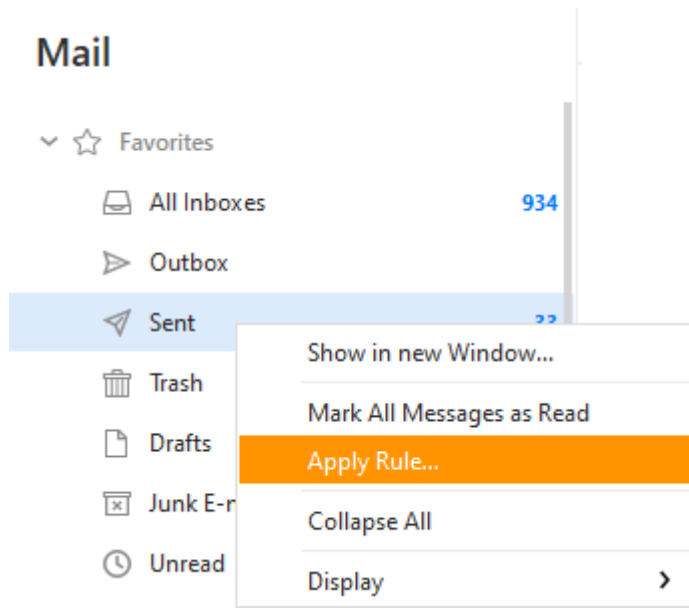 Mail
Favorites
All Inboxes 934
Outbox
Sent 33
Show in new Window...
Trash
Mark All Messages as Read
Drafts
Apply Rule...
Junk E-
Collapse All
Unread
Display